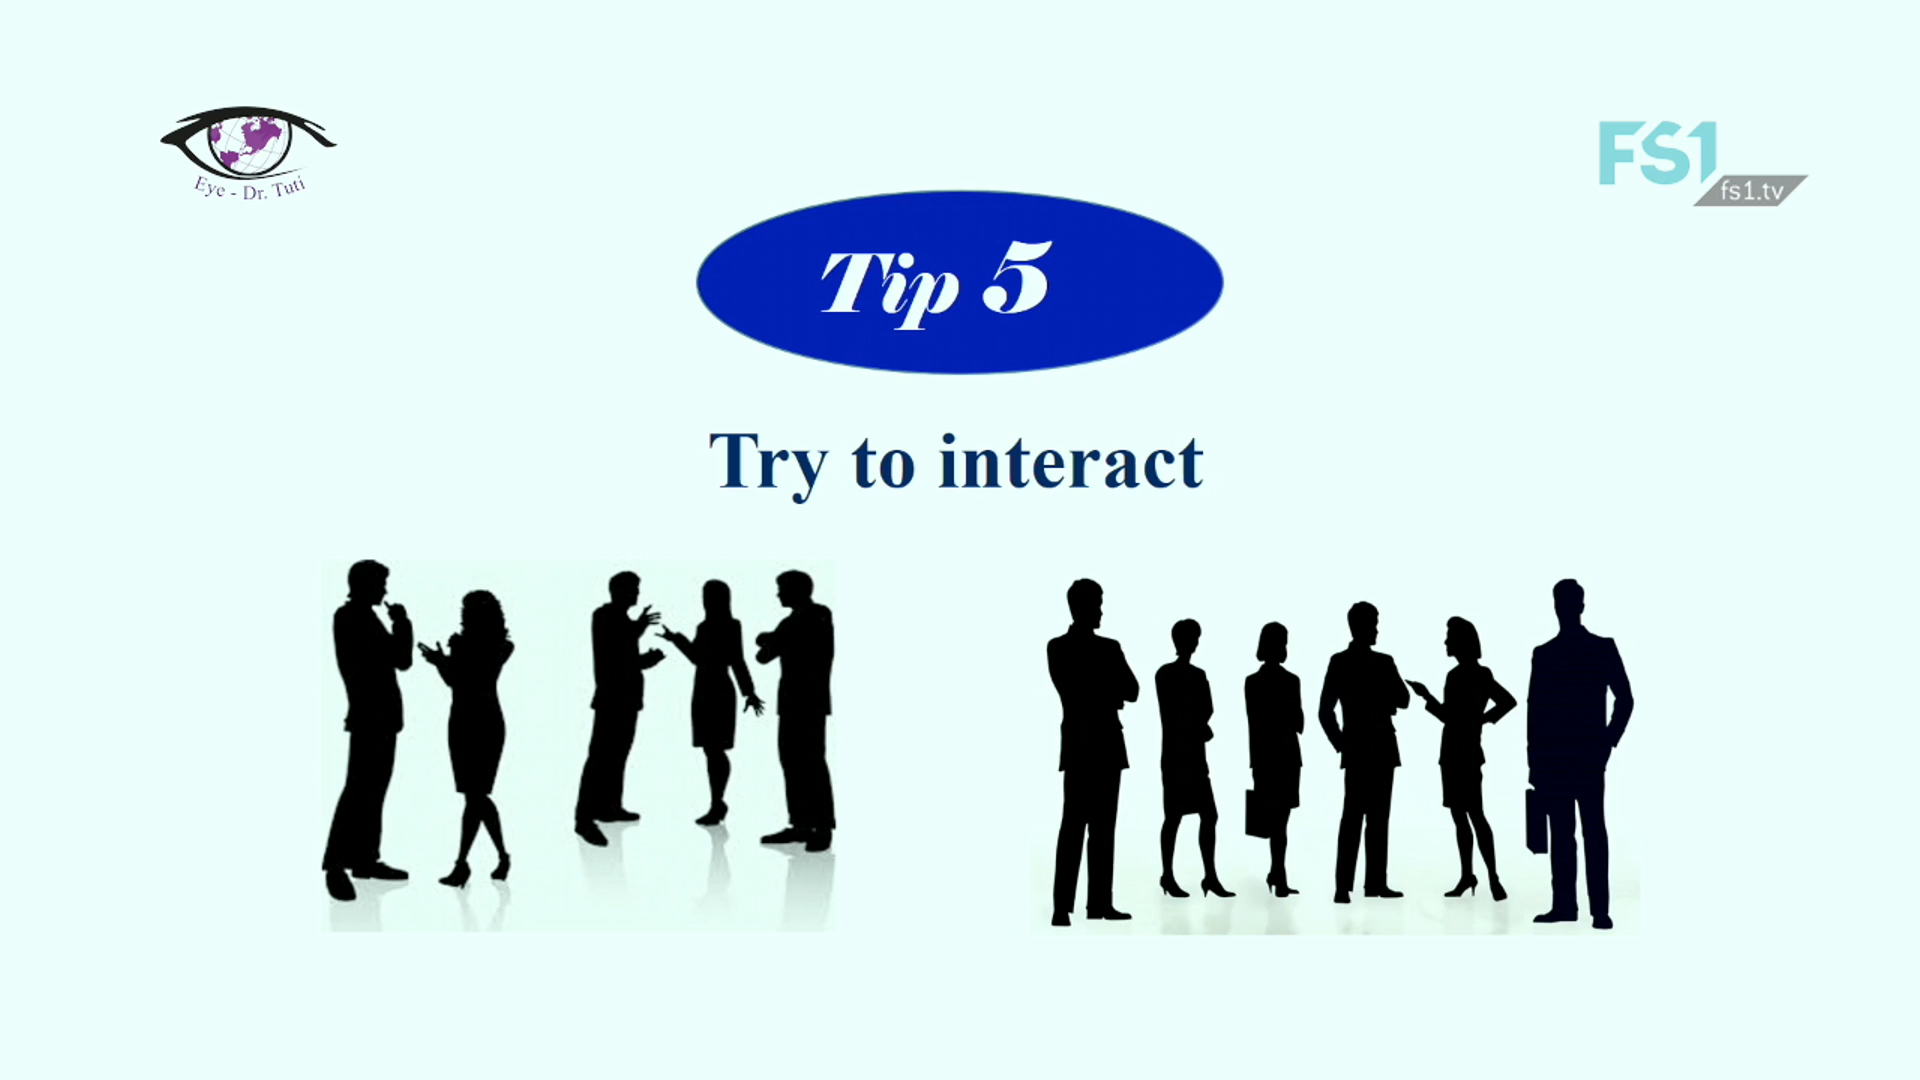 Eye - Dr. Tuti
FS1
fs1.tv
Tip 5
Try to interact